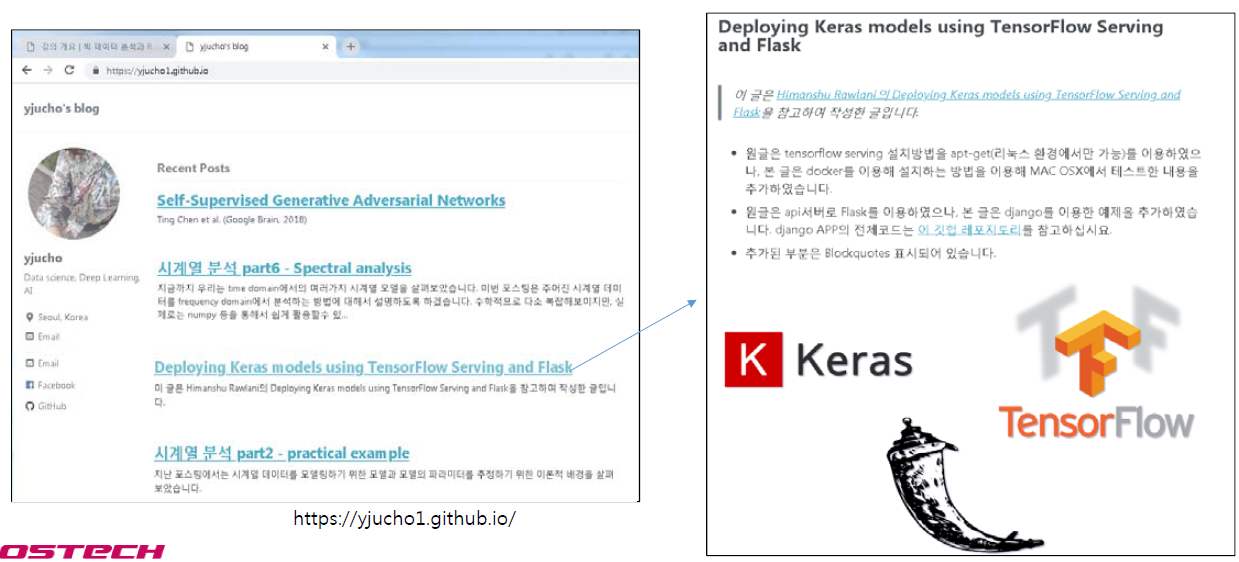 강의 개요 | 빅 데이터 분석과 R
yjucho's blog
https://yjucho1.github.io
yjucho's blog
yjucho
Data science, Deep Learning,
AI
Seoul, Korea
Email
Email
Facebook
GitHub
Recent Posts
Self-Supervised Generative Adversarial Networks
Ting Chen et al. (Google Brain, 2018)
시계열 분석 part6 - Spectral analysis
지금까지 우리는 time domain에서의 여러가지 시계열 모델을 살펴보았습니다. 이번 포스팅은 주어진 시계열 데이
터를 frequency domain에서 분석하는 방법에 대해서 설명하도록 하겠습니다. 수학적으로 다소 복잡해보이지만, 실
제로는 numpy 등을 통해서 쉽게 활용할수 있...
Deploying Keras models using TensorFlow Serving and Flask
이 글은 Himanshu Rawlani의 Deploying Keras models using TensorFlow Serving and Flask을 참고하여 작성한 글입니
다.
시계열 분석 part2 - practical example
지난 포스팅에서는 시계열 데이터를 모델링하기 위한 모델과 모델의 파라미터를 추정하기 위한 이론적 배경을 살펴
보았습니다.
https://yjucho1.github.io/
OSTECH
Deploying Keras models using TensorFlow Serving
and Flask
이 글은 Himanshu Rawlani의 Deploying Keras models using TensorFlow Serving and
Flask을 참고하여 작성한 글입니다.
원글은 tensorflow serving 설치방법을 apt-get(리눅스 환경에서만 가능)를 이용하였으
나, 본 글은 docker를 이용해 설치하는 방법을 이용해 MAC OSX에서 테스트한 내용을
추가하였습니다.
원글은 api서버로 Flask를 이용하였으나, 본 글은 django를 이용한 예제을 추가하였습
니다. django APP의 전체코드는 이 깃헙 레포지토리를 참고하십시요.
추가된 부분은 Blockquotes 표시되어 있습니다.
K Keras
TensorFlow